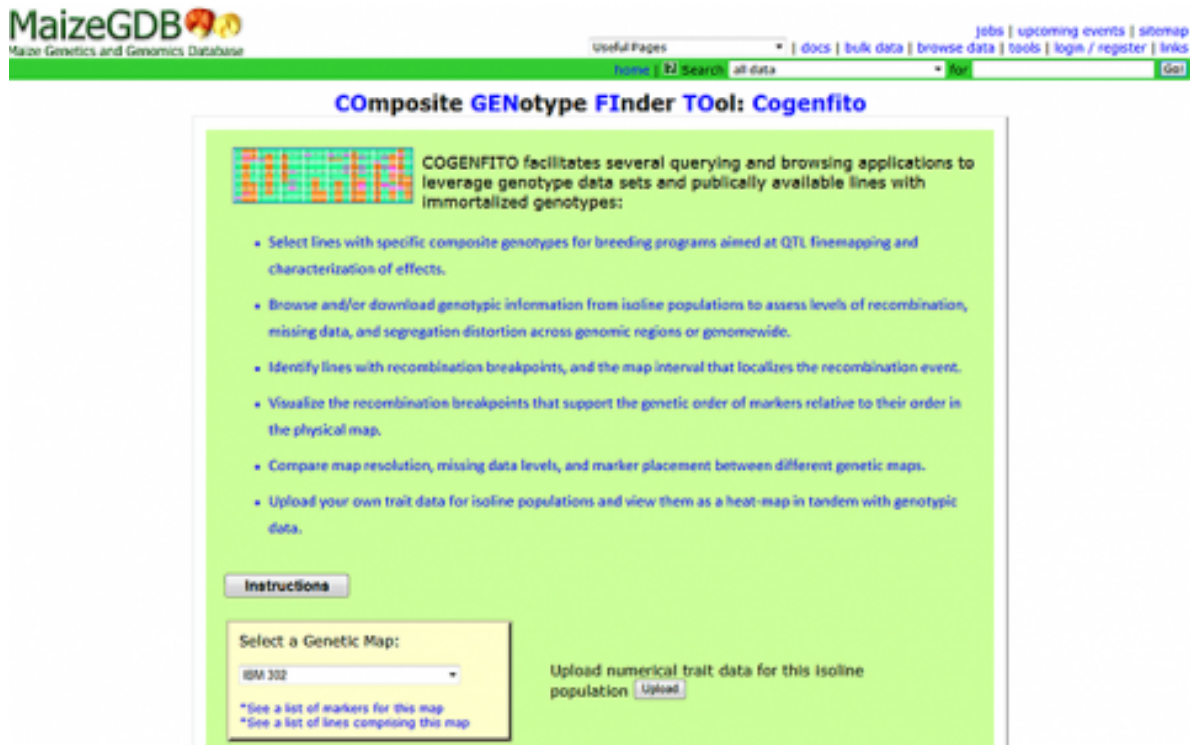 MaizeGDB
Maize Genetics and Genomics Database
jobs | upcoming events | sitemap
Useful Pages | docs | bulk data | browse data | tools | login / register | links
home | Search all data for Go!
COmposite GENotype FInder TOol: Cogenfito
COGENFITO facilitates several querying and browsing applications to
leverage genotype data sets and publically available lines with
immortalized genotypes:
• Select lines with specific composite genotypes for breeding programs aimed at QTL finemapping and
characterization of effects.
• Browse and/or download genotypic information from isoline populations to assess levels of recombination,
missing data, and segregation distortion across genomic regions or genomewide.
• Identify lines with recombination breakpoints, and the map interval that localizes the recombination event.
• Visualize the recombination breakpoints that support the genetic order of markers relative to their order in
the physical map.
• Compare map resolution, missing data levels, and marker placement between different genetic maps.
• Upload your own trait data for isoline populations and view them as a heat-map in tandem with genotypic
data.
Instructions
Select a Genetic Map:
IBM 302
*See a list of markers for this map
*See a list of lines comprising this map
Upload numerical trait data for this isoline
population Upload